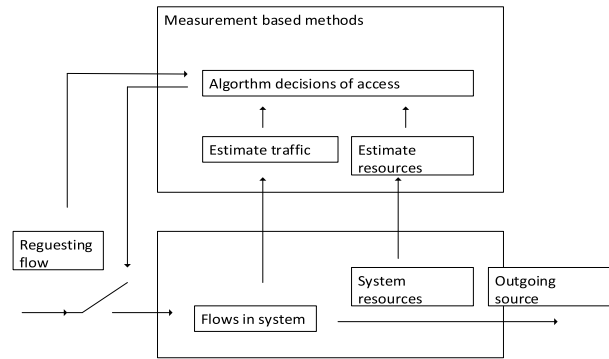 Measurement based methods
Algorthm decisions of access
Estimate traffic
Estimate
resources
Reguesting
flow
System
resources
Outgoing
source
Flows in system